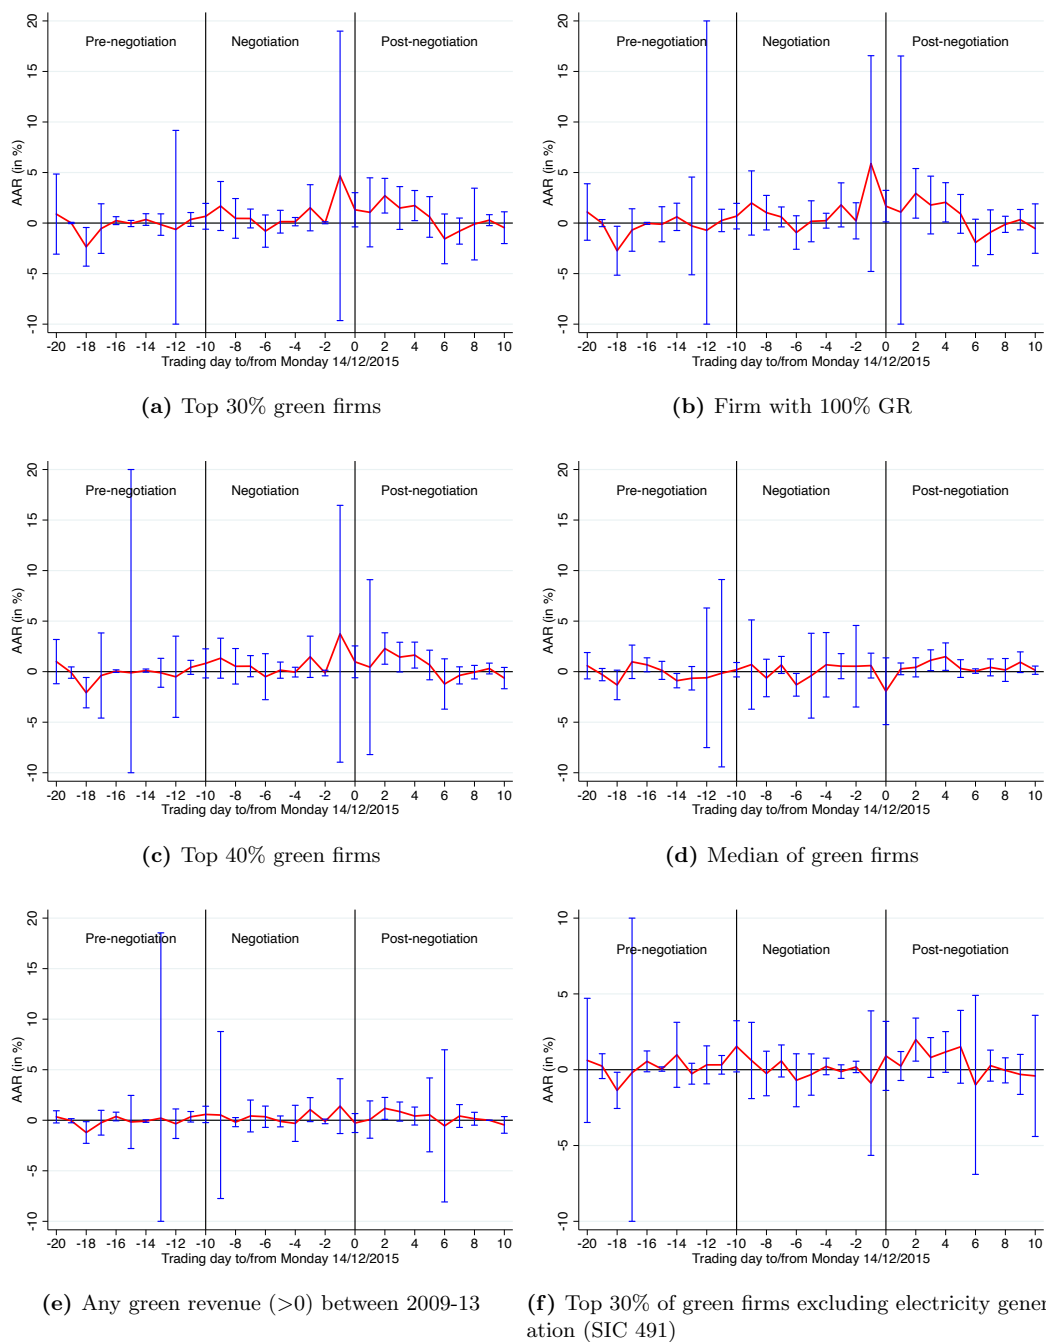 AAR (in %)
20
15
10
5
0
-5
-10
Pre-negotiation Negotiation Post-negotiation
-20 -18 -16 -14 -12 -10 -8 -6 -4 -2 0 2 4 6 8 10
Trading day to/from Monday 14/12/2015
(a) Top 30% green firms
AAR (in %)
20
15
10
5
0
-5
-10
Pre-negotiation Negotiation Post-negotiation
-20 -18 -16 -14 -12 -10 -8 -6 -4 -2 0 2 4 6 8 10
Trading day to/from Monday 14/12/2015
(b) Firm with 100% GR
AAR (in %)
20
15
10
5
0
-5
-10
Pre-negotiation Negotiation Post-negotiation
-20 -18 -16 -14 -12 -10 -8 -6 -4 -2 0 2 4 6 8 10
Trading day to/from Monday 14/12/2015
(c) Top 40% green firms
AAR (in %)
20
15
10
5
0
-5
-10
Pre-negotiation Negotiation Post-negotiation
-20 -18 -16 -14 -12 -10 -8 -6 -4 -2 0 2 4 6 8 10
Trading day to/from Monday 14/12/2015
(d) Median of green firms
AAR (in %)
20
15
10
5
0
-5
-10
Pre-negotiation Negotiation Post-negotiation
-20 -18 -16 -14 -12 -10 -8 -6 -4 -2 0 2 4 6 8 10
Trading day to/from Monday 14/12/2015
(e) Any green revenue (>0) between 2009-13
AAR (in %)
10
5
0
-5
-10
Pre-negotiation Negotiation Post-negotiation
-20 -18 -16 -14 -12 -10 -8 -6 -4 -2 0 2 4 6 8 10
Trading day to/from Monday 14/12/2015
(f) Top 30% of green firms excluding electricity gener
ation (SIC 491)